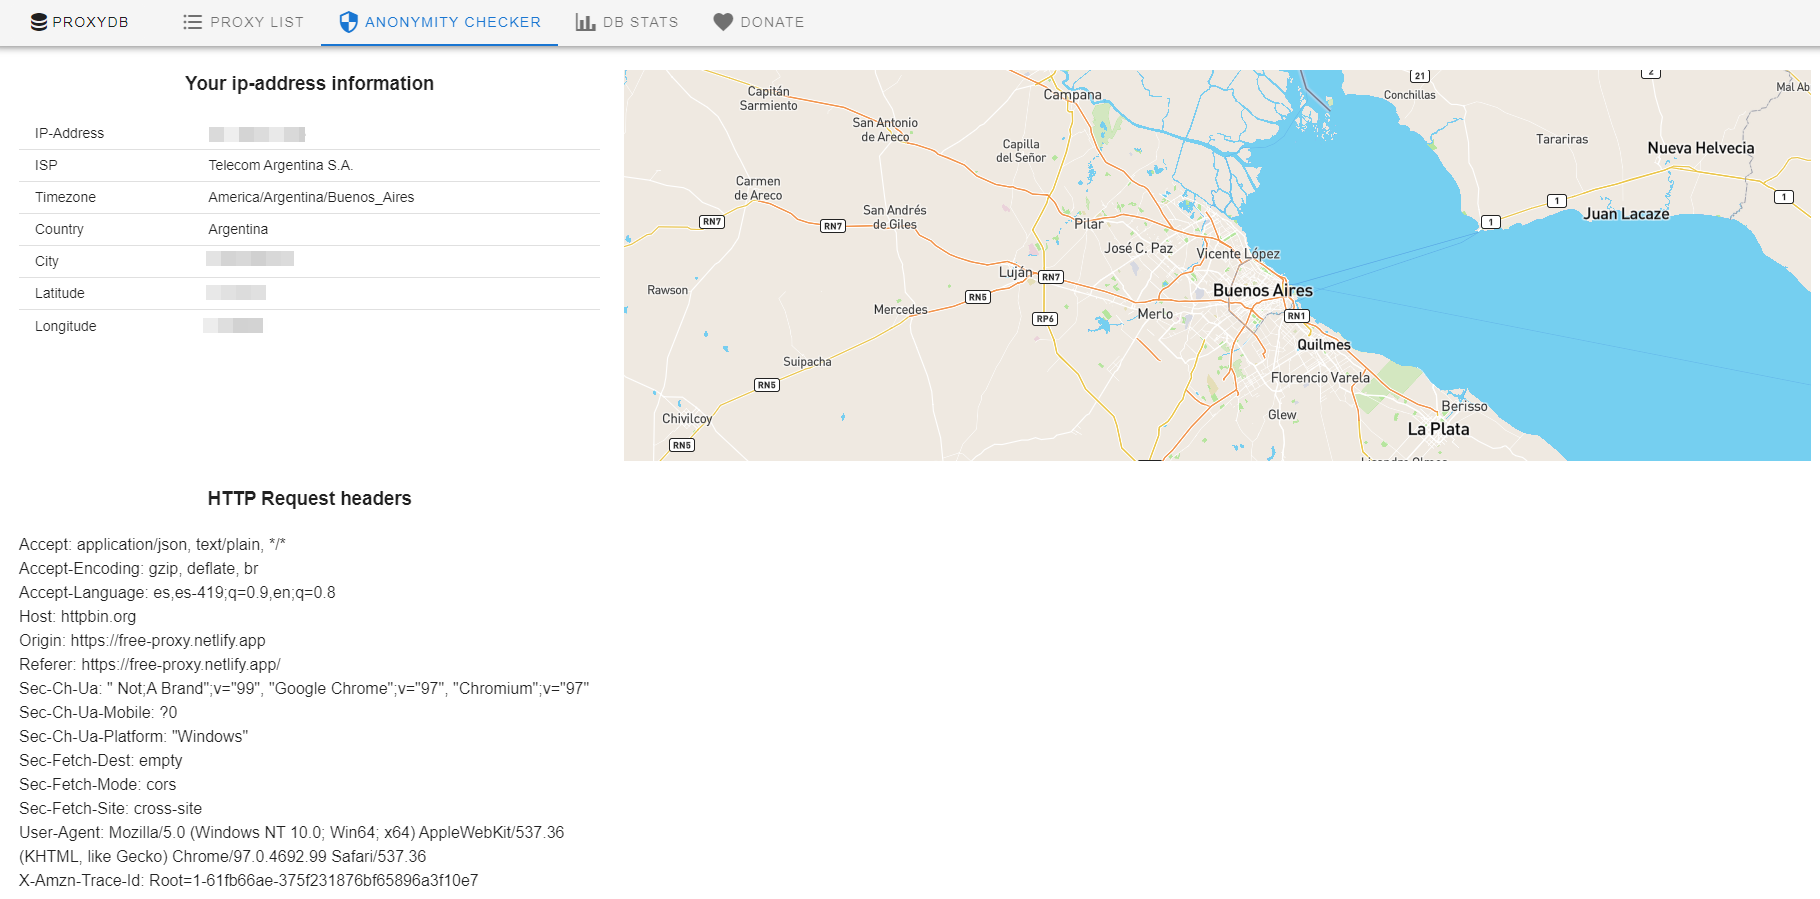 PROXYDB
PROXY LIST
ANONYMITY CHECKER
DB STATS
DONATE
Your ip-address information
IP-Address
ISP Telecom Argentina S.A.
Timezone America/Argentina/Buenos_Aires
Country Argentina
City
Latitude
Longitude
Capitán
Sarmiento
Campana
21
2
Conchillas
Mal Ab
San Antonio
de Areco
Capilla
del Señor
Tarariras
Nueva Helvecia
Carmen
de Areco
1
1
San Andrés
de Giles
Juan Lacaze
RN7
RN7
Pilar
1
José C. Paz
Vicente López
Luján
RN7
Rawson
RN5
Buenos Aires
Mercedes
RP6
Merlo
RN1
Quilmes
Suipacha
RN5
Florencio Varela
Chivilcoy
Glew
Berisso
La Plata
RN5
Lisandro Olmos
HTTP Request headers
Accept: application/json, text/plain, */*
Accept-Encoding: gzip, deflate, br
Accept-Language: es,es-419;q=0.9,en;q=0.8
Host: httpbin.org
Origin: https://free-proxy.netlify.app
Referer: https://free-proxy.netlify.app/
Sec-Ch-Ua: " Not;A Brand";v="99", "Google Chrome";v="97", "Chromium";v="97"
Sec-Ch-Ua-Mobile: ?0
Sec-Ch-Ua-Platform: "Windows"
Sec-Fetch-Dest: empty
Sec-Fetch-Mode: cors
Sec-Fetch-Site: cross-site
User-Agent: Mozilla/5.0 (Windows NT 10.0; Win64; x64) AppleWebKit/537.36
(KHTML, like Gecko) Chrome/97.0.4692.99 Safari/537.36
X-Amzn-Trace-Id: Root=1-61fb66ae-375f231876bf65896a3f10e7